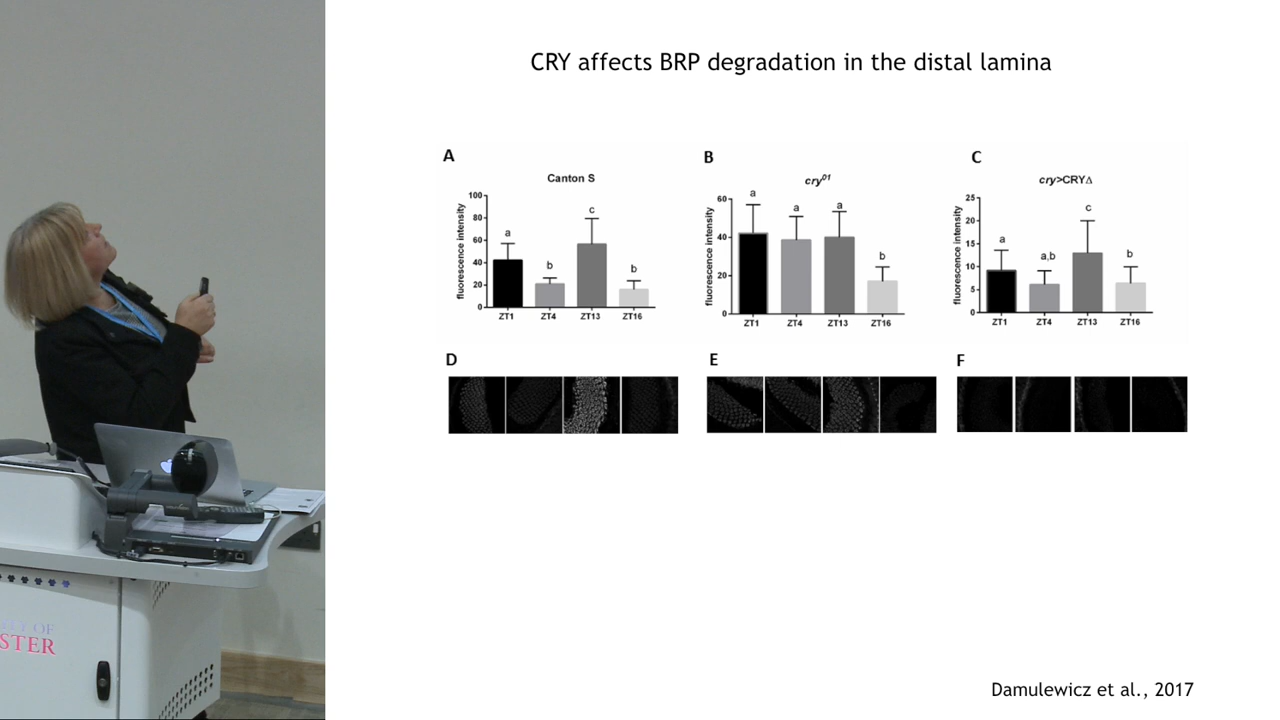 CRY affects BRP degradation in the distal lamina
A
Canton S
fluorescence intensity
100
80
60
40
20
0
a
b
c
b
ZT1 ZT4 ZT13 ZT16
B
cry⁰¹
fluorescence intensity
60
40
20
0
a
a
a
b
ZT1 ZT4 ZT13 ZT16
C
cry>CRYΔ
fluorescence intensity
25
20
15
10
5
0
a
a,b
c
b
ZT1 ZT4 ZT13 ZT16
D
E
F
OF
STER
Damulewicz et al., 2017